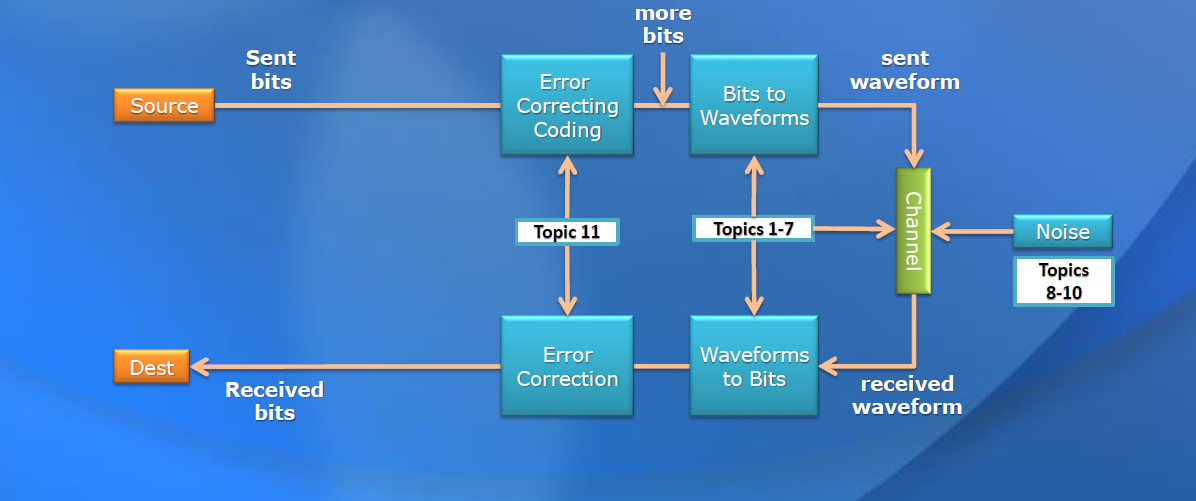 more
bits
Sent
bits
sent
waveform
Source
Error
Correcting
Coding
Bits to
Waveforms
Channel
Topic 11
Topics 1-7
Noise
Topics
8-10
Dest
Error
Correction
Waveforms
to Bits
Received
bits
received
waveform